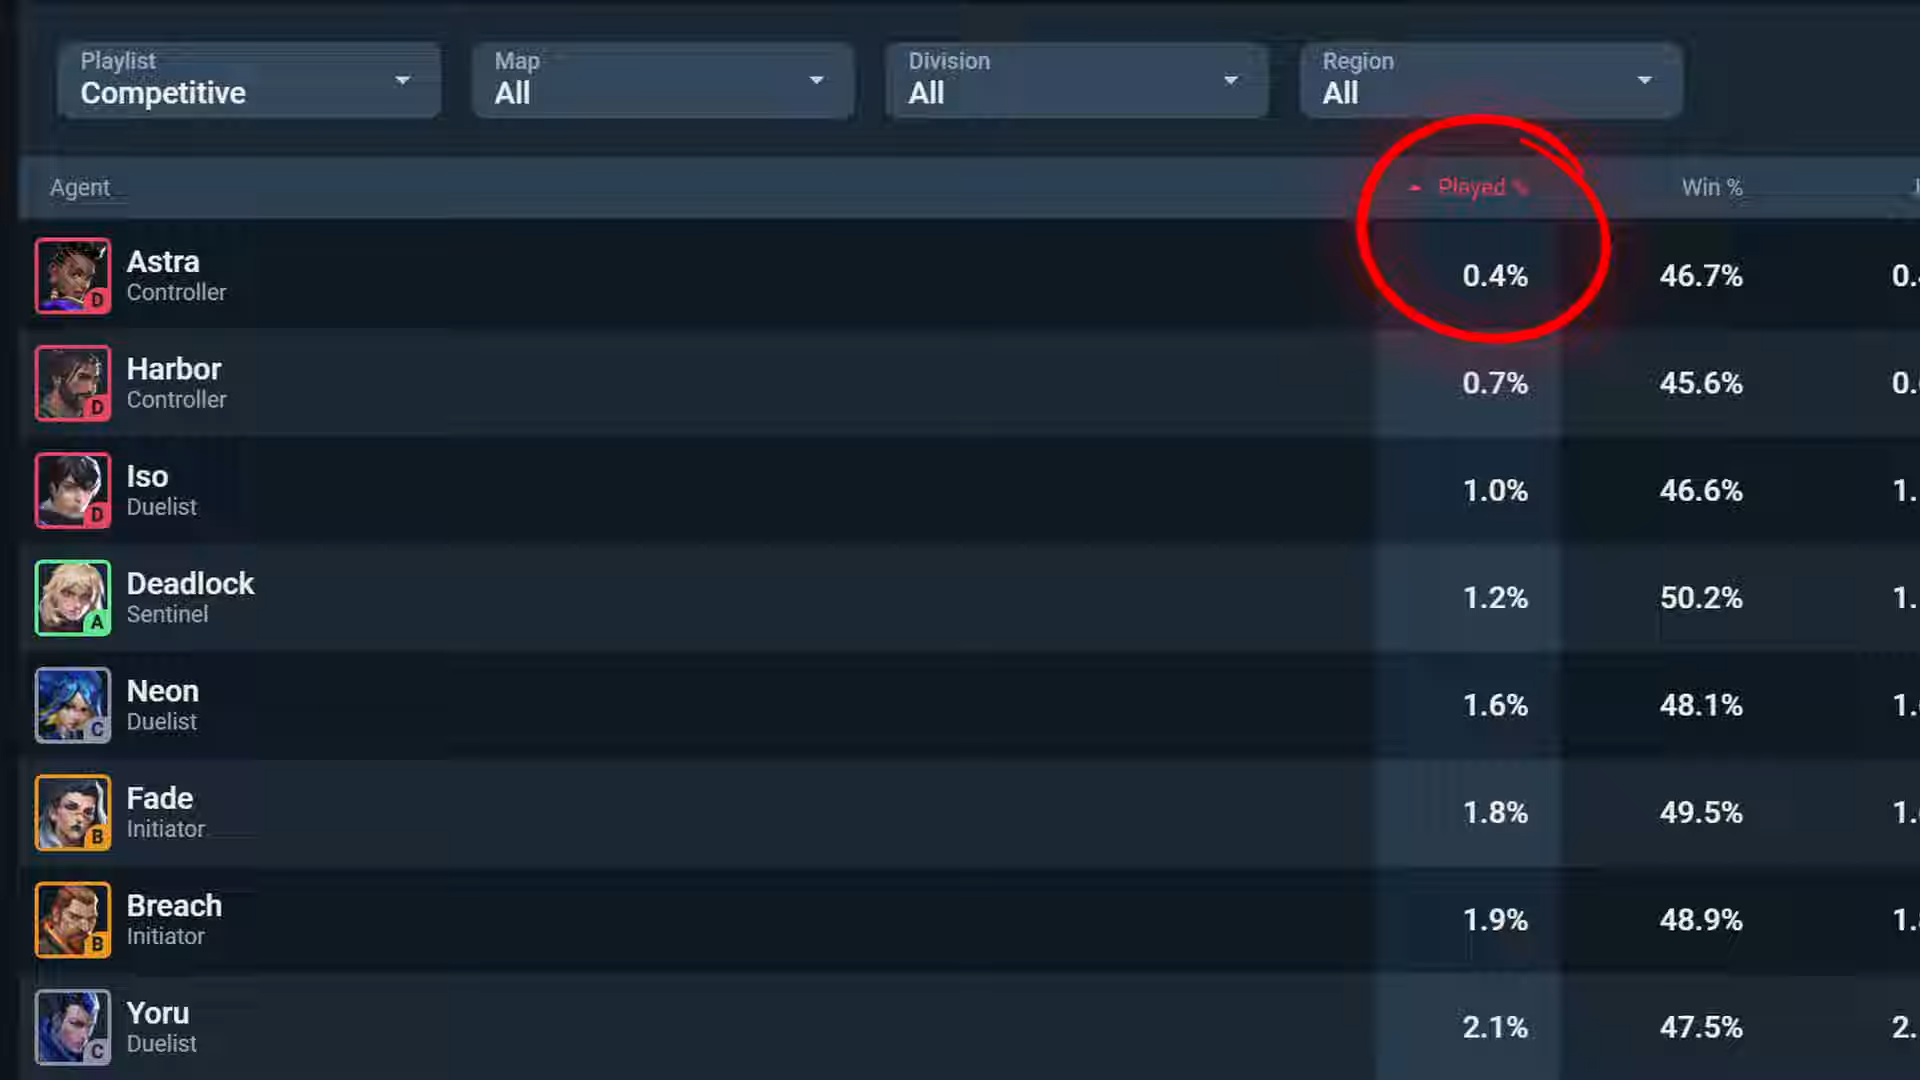 Playlist
Competitive
Map
All
Division
All
Region
All
Agent
Played %
Win %
Astra
Controller
D
0.4%
46.7%
Harbor
Controller
D
0.7%
45.6%
Iso
Duelist
D
1.0%
46.6%
Deadlock
Sentinel
A
1.2%
50.2%
Neon
Duelist
C
1.6%
48.1%
Fade
Initiator
B
1.8%
49.5%
Breach
Initiator
B
1.9%
48.9%
Yoru
Duelist
C
2.1%
47.5%